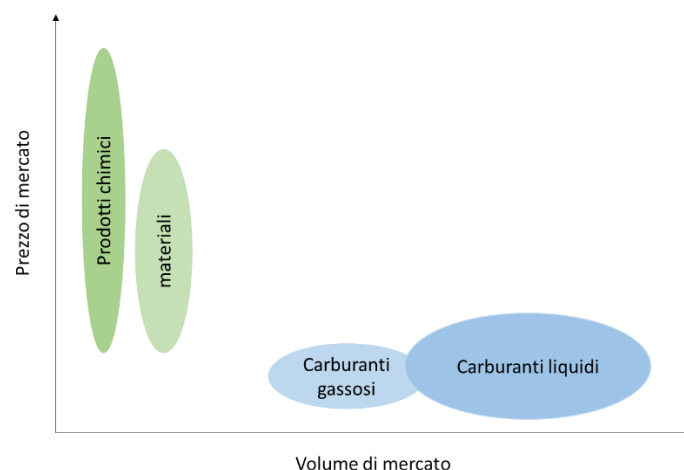 Prezzo di mercato
Prodotti chimici
materiali
Carburanti
gassosi
Carburanti liquidi
Volume di mercato